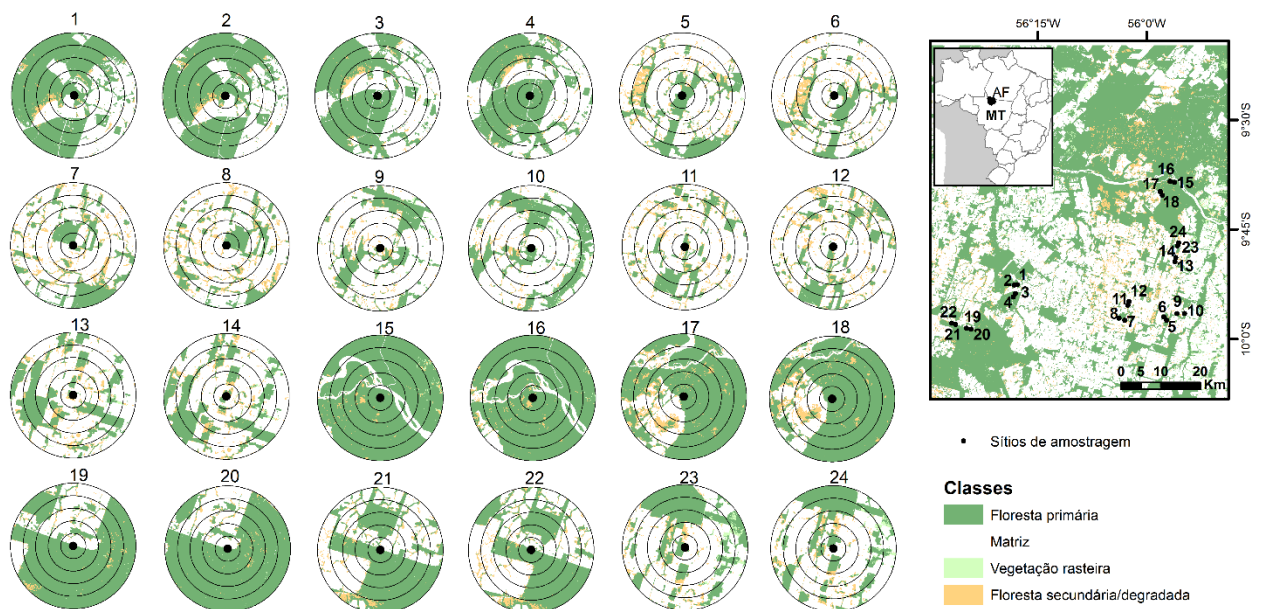 1 2 3 4 5 6
7 8 9 10 11 12
13 14 15 16 17 18
19 20 21 22 23 24
56°15'W 56°0'W
AF
MT
9°30'S
9°45'S
10°0'S
16
17 15
18
24
14 23
13
2 1
4 3
11 12
8 7
6 9 10
5
22 19
21 20
0 5 10 20
Km
Sítios de amostragem
Classes
Floresta primária
Matriz
Vegetação rasteira
Floresta secundária/degradada